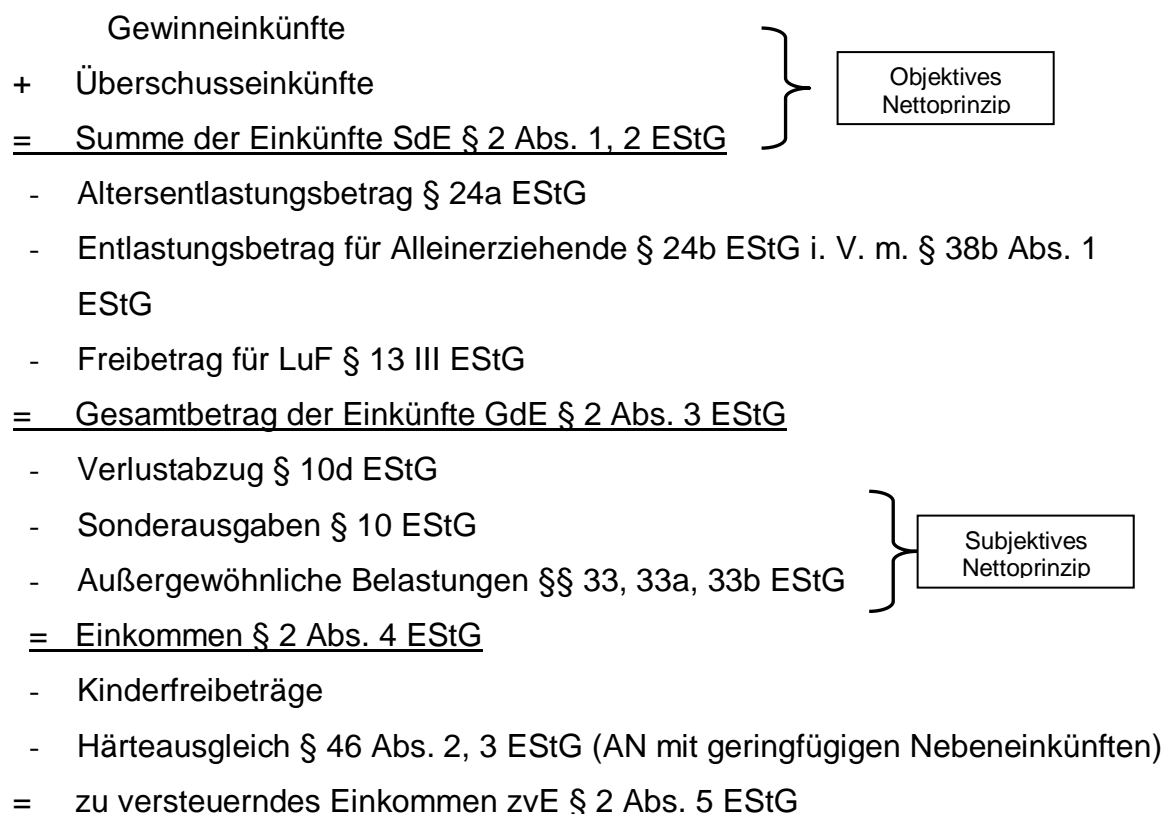 Gewinneinkünfte
+ Überschusseinkünfte
Objektives
Nettoprinzip
= Summe der Einkünfte SdE § 2 Abs. 1, 2 EStG
- Altersentlastungsbetrag § 24a EStG
- Entlastungsbetrag für Alleinerziehende § 24b EStG i. V. m. § 38b Abs. 1
EStG
- Freibetrag für LuF § 13 III EStG
= Gesamtbetrag der Einkünfte GdE § 2 Abs. 3 EStG
- Verlustabzug § 10d EStG
- Sonderausgaben § 10 EStG
Subjektives
Nettoprinzip
- Außergewöhnliche Belastungen §§ 33, 33a, 33b EStG
= Einkommen § 2 Abs. 4 EStG
- Kinderfreibeträge
- Härteausgleich § 46 Abs. 2, 3 EStG (AN mit geringfügigen Nebeneinkünften)
= zu versteuerndes Einkommen zvE § 2 Abs. 5 EStG